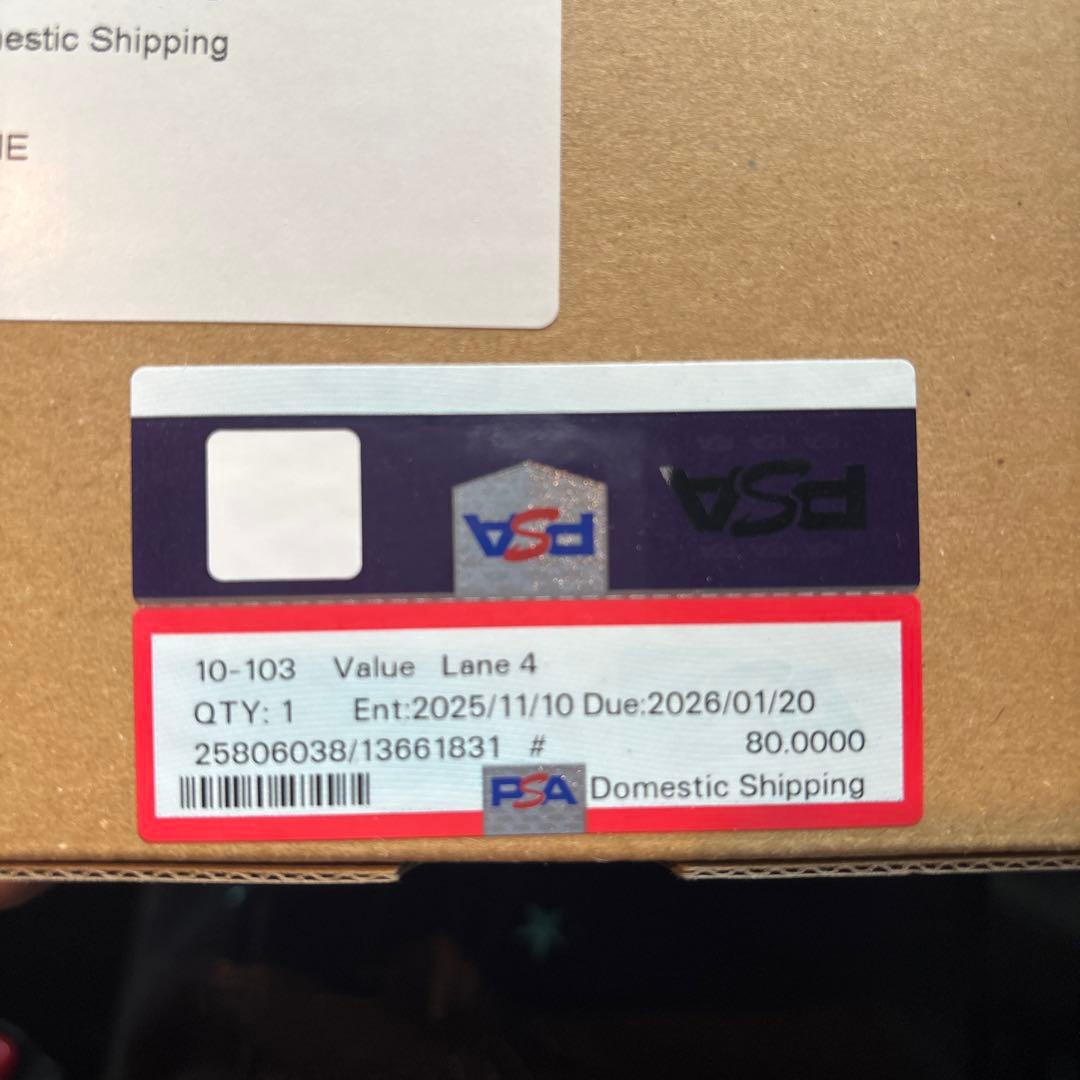 estic Shipping
E
PSA
PSA
10-103 Value Lane 4
QTY: 1 Ent:2025/11/10 Due:2026/01/20
25806038/13661831 #
80.0000
PSA
Domestic Shipping